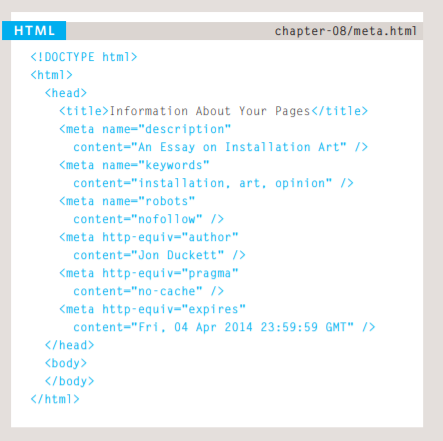 HTML chapter-08/meta.html
<!DOCTYPE html>
<html>
<head>
<title>Information About Your Pages</title>
<meta name="description"
content="An Essay on Installation Art" />
<meta name="keywords"
content="installation, art, opinion" />
<meta name="robots"
content="nofollow" />
<meta http-equiv="author"
content="Jon Duckett" />
<meta http-equiv="pragma"
content="no-cache" />
<meta http-equiv="expires"
content="Fri, 04 Apr 2014 23:59:59 GMT" />
</head>
<body>
</body>
</html>